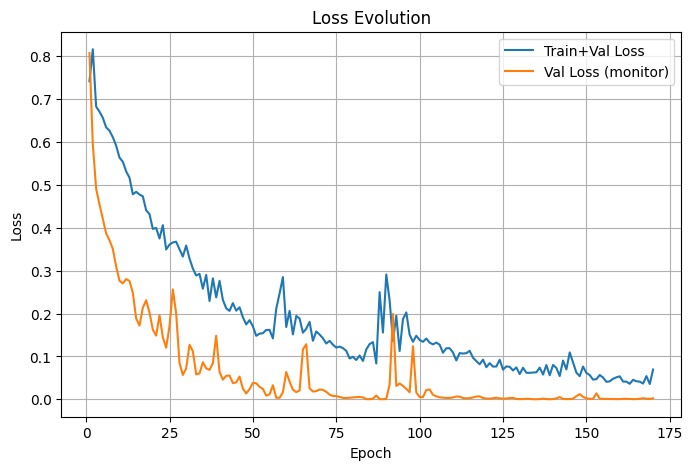 Loss Evolution
Train+Val Loss
Val Loss (monitor)
Loss
0.8
0.7
0.6
0.5
0.4
0.3
0.2
0.1
0.0
0 25 50 75 100 125 150 175
Epoch